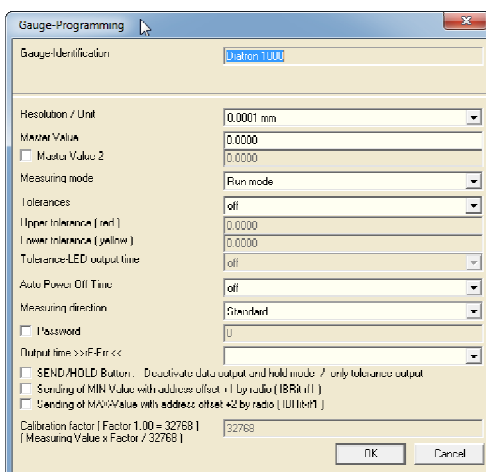 Gauge-Programming
Gauge-Identification Diatron 1000
Resolution / Unit 0.0001 mm
Master Value 0.0000
Master Value 2 0.0000
Measuring mode Run mode
Tolerances off
Upper tolerance ( red ) 0.0000
Lower tolerance ( yellow ) 0.0000
Tolerance-LED output time off
Auto Power Off Time off
Measuring direction Standard
Password 0
Output time >>F-Err<<
SEND/HOLD Button : Deactivate data output and hold mode / only tolerance output
Sending of MIN-Value with address offset +1 by radio ( IBRit-rf1 )
Sending of MAX-Value with address offset +2 by radio ( IBRit-rf1 )
Calibration factor ( Factor 1.00 = 32768 ) 32768
( Measuring Value x Factor / 32768 )
OK Cancel